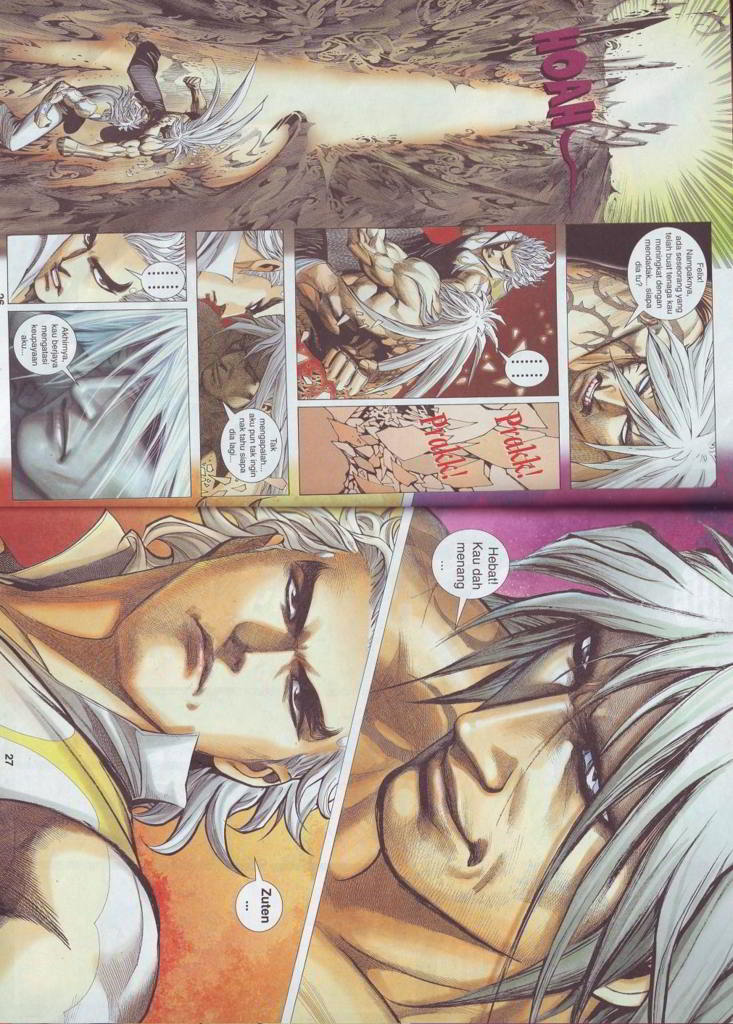 HOAH~
Felix!
Nampaknya,
ada seseorang yang
telah buat tenaga kau
meningkat dengan
mendadak... siapa
dia tu?
........
........
Prakk!
Prakk!
Tak
mengapalah...
aku pun tak ingin
nak tahu siapa
dia lagi...
........
........
Akhirnya,
kau berjaya
mengatasi
keupayaan
aku...
26
Hebat!
Kau dah
menang
...
Zuten
...
27